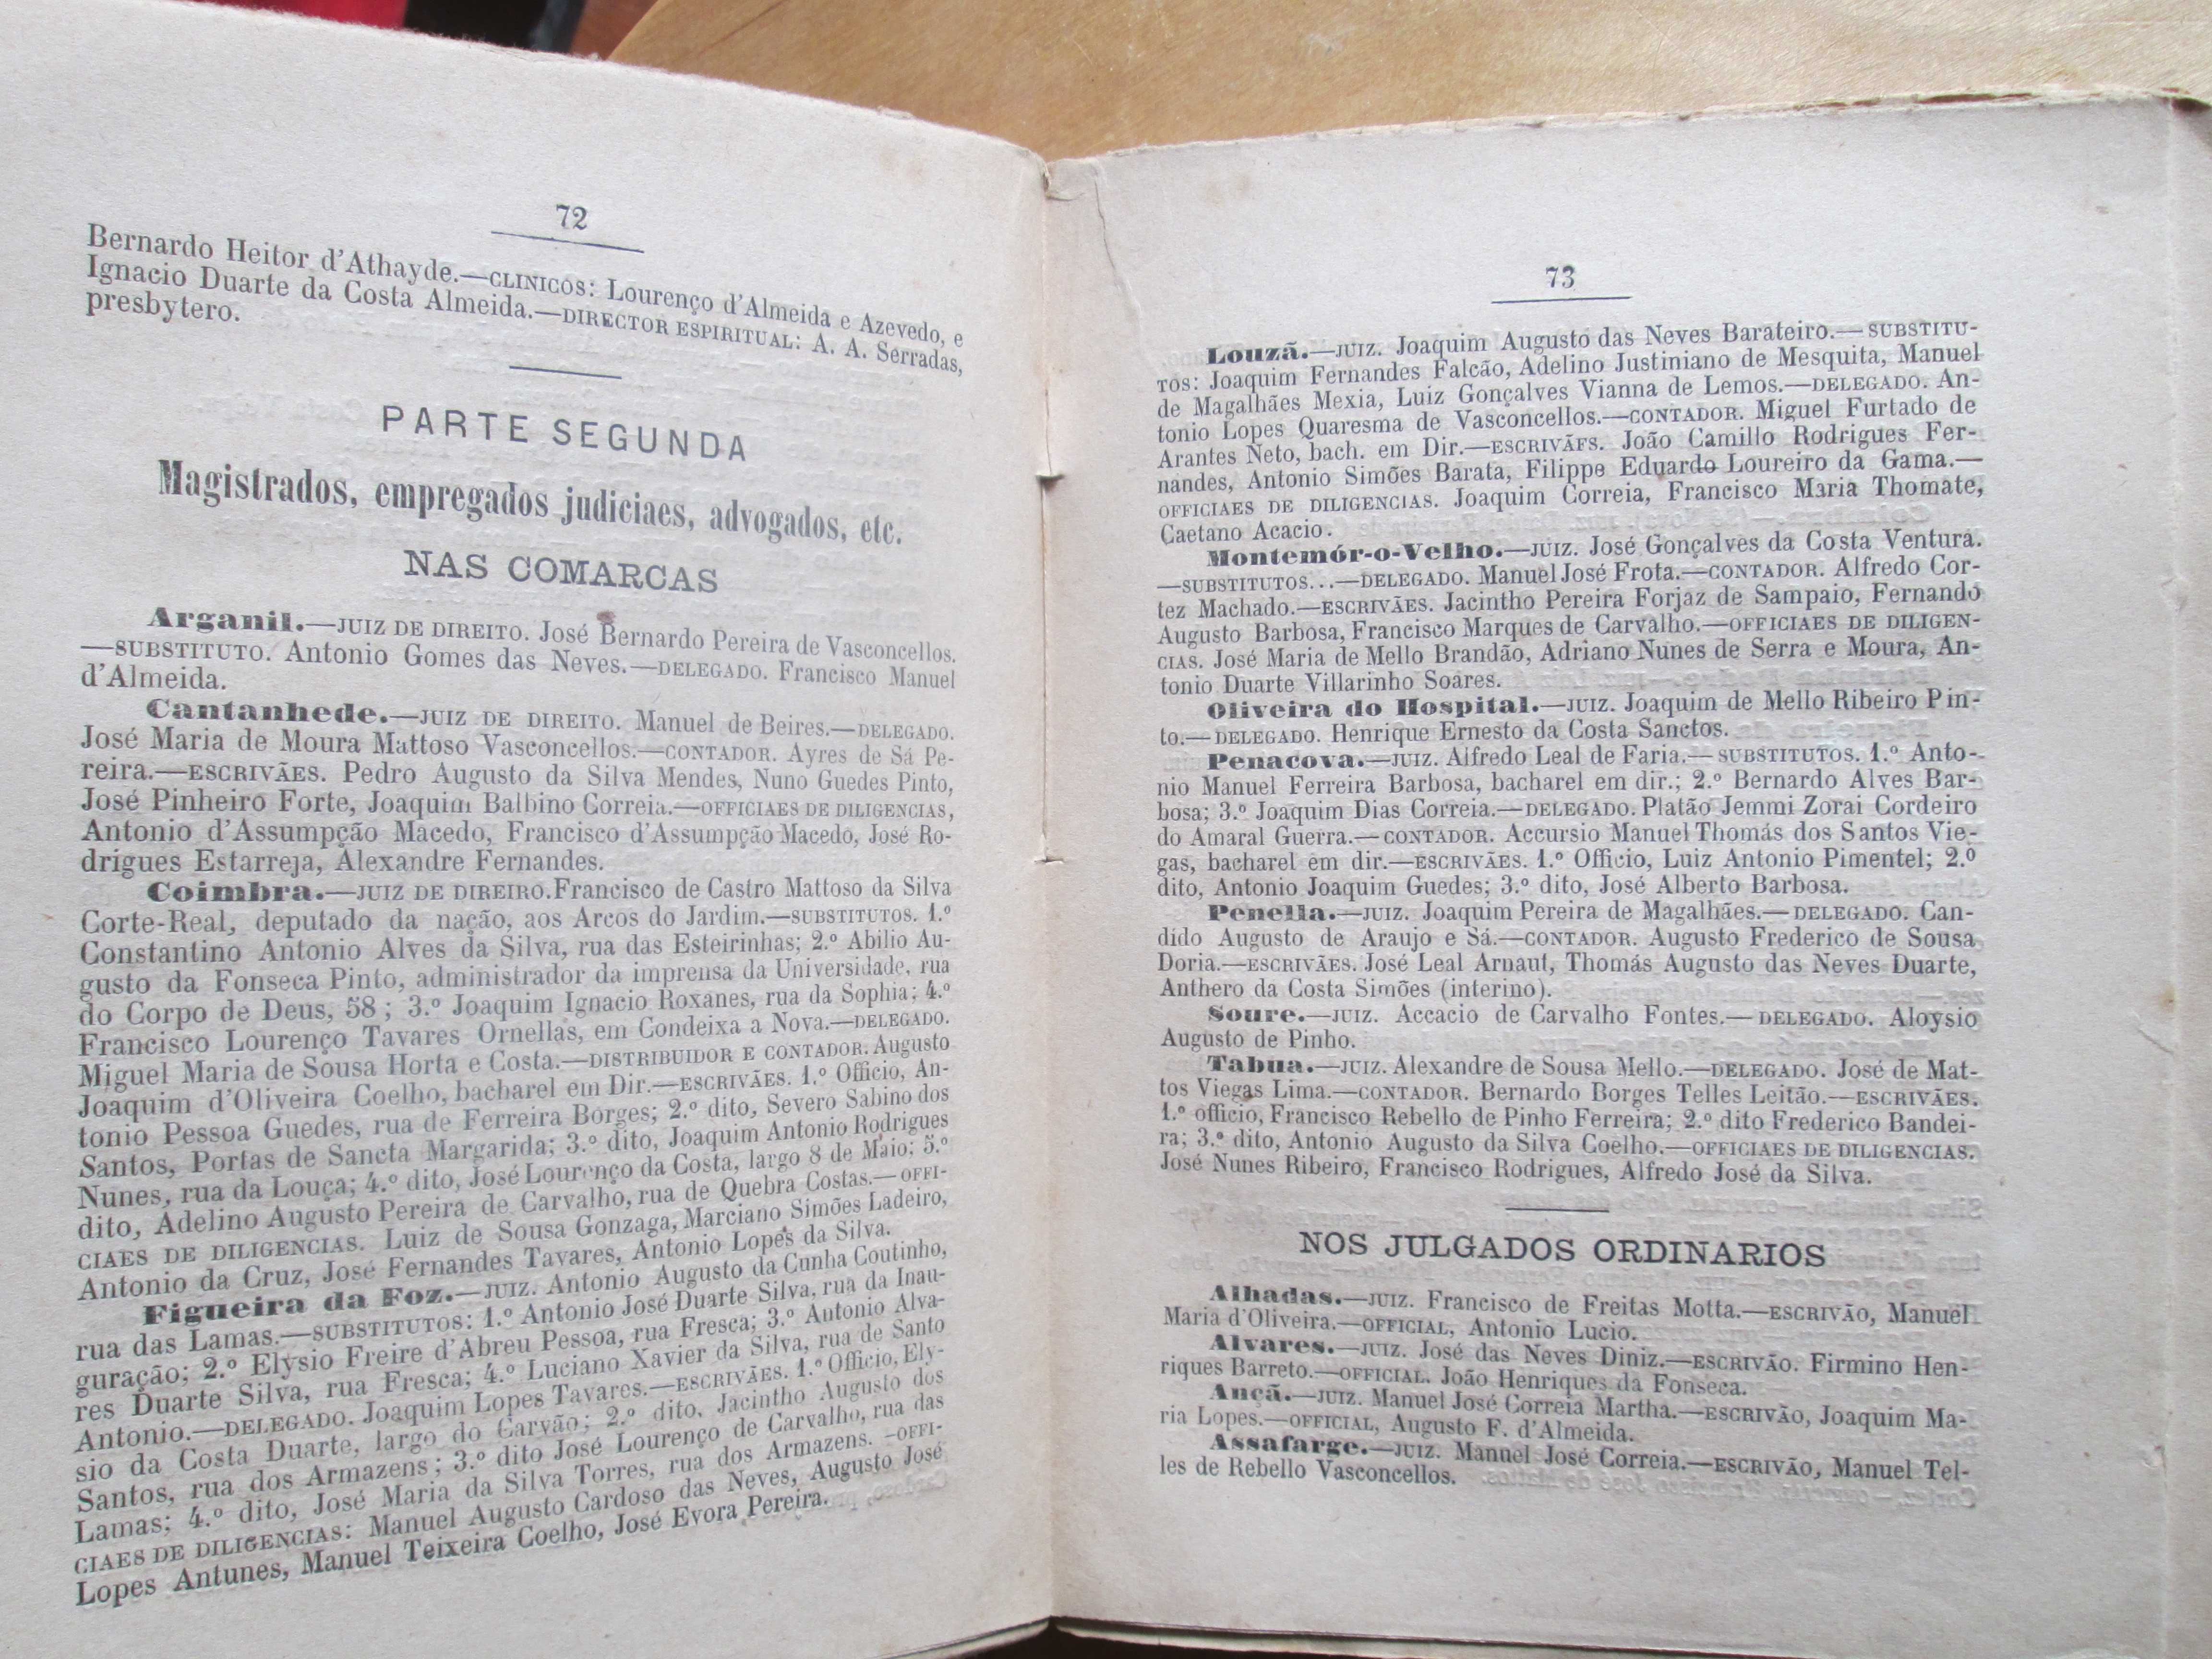 72
Bernardo Heitor d'Athayde.—CLINICOS: Lourenço d'Almeida e Azevedo, e
Ignacio Duarte da Costa Almeida.—DIRECTOR ESPIRITUAL: A. A. Serradas,
presbytero.
PARTE SEGUNDA
Magistrados, empregados judiciaes, advogados, etc.
NAS COMARCAS
Arganil.—JUIZ DE DIREITO. José Bernardo Pereira de Vasconcellos.
—SUBSTITUTO. Antonio Gomes das Neves.—DELEGADO. Francisco Manuel
d'Almeida.
Cantanhede.—JUIZ DE DIREITO. Manuel de Beires.—DELEGADO.
José Maria de Moura Mattoso Vasconcellos.—CONTADOR. Ayres de Sá Pe-
reira.—ESCRIVÃES. Pedro Augusto da Silva Mendes, Nuno Guedes Pinto,
José Pinheiro Forte, Joaquim Balbino Correia.—OFFICIAES DE DILIGENCIAS,
Antonio d'Assumpção Macedo, Francisco d'Assumpção Macedo, José Ro-
drigues Estarreja, Alexandre Fernandes.
Coimbra.—JUIZ DE DIREIRO.Francisco de Castro Mattoso da Silva
Corte-Real, deputado da nação, aos Arcos do Jardim.—SUBSTITUTOS. 1.º
Constantino Antonio Alves da Silva, rua das Esteirinhas; 2.º Abilio Au-
gusto da Fonseca Pinto, administrador da imprensa da Universidade, rua
do Corpo de Deus, 58; 3.º Joaquim Ignacio Roxanes, rua da Sophia; 4.º
Francisco Lourenço Tavares Ornellas, em Condeixa a Nova.—DELEGADO.
Miguel Maria de Sousa Horta e Costa.—DISTRIBUIDOR E CONTADOR. Augusto
Joaquim d'Oliveira Coelho, bacharel em Dir.—ESCRIVÃES. 1.º Officio, An-
tonio Pessoa Guedes, rua de Ferreira Borges; 2.º dito, Severo Sabino dos
Santos, Portas de Sancta Margarida; 3.º dito, Joaquim Antonio Rodrigues
Nunes, rua da Louça; 4.º dito, José Lourenço da Costa, largo 8 de Maio; 5.º
dito, Adelino Augusto Pereira de Carvalho, rua de Quebra Costas.—OFFI-
CIAES DE DILIGENCIAS. Luiz de Sousa Gonzaga, Marciano Simões Ladeiro,
Antonio da Cruz, José Fernandes Tavares, Antonio Lopes da Silva.
Figueira da Foz.—JUIZ. Antonio Augusto da Cunha Coutinho,
rua das Lamas.—SUBSTITUTOS: 1.º Antonio José Duarte Silva, rua da Inau-
guração; 2.º Elysio Freire d'Abreu Pessoa, rua Fresca; 3.º Antonio Alva-
res Duarte Silva, rua Fresca; 4.º Luciano Xavier da Silva, rua de Santo
Antonio.—DELEGADO. Joaquim Lopes Tavares.—ESCRIVÃES. 1.º Officio, Ely-
sio da Costa Duarte, largo do Carvão; 2.º dito, Jacintho Augusto dos
Santos, rua dos Armazens; 3.º dito José Lourenço de Carvalho, rua das
Lamas; 4.º dito, José Maria da Silva Torres, rua dos Armazens. —OFFI-
CIAES DE DILIGENCIAS: Manuel Augusto Cardoso das Neves, Augusto José
Lopes Antunes, Manuel Teixeira Coelho, José Evora Pereira.
73
Louzã.—JUIZ. Joaquim Augusto das Neves Barateiro.—SUBSTITU-
TOS: Joaquim Fernandes Falcão, Adelino Justiniano de Mesquita, Manuel
de Magalhães Mexia, Luiz Gonçalves Vianna de Lemos.—DELEGADO. An-
tonio Lopes Quaresma de Vasconcellos.—CONTADOR. Miguel Furtado de
Arantes Neto, bach. em Dir.—ESCRIVÃFS. João Camillo Rodrigues Fer-
nandes, Antonio Simões Barata, Filippe Eduardo Loureiro da Gama.—
OFFICIAES DE DILIGENCIAS. Joaquim Correia, Francisco Maria Thomate,
Caetano Acacio.
Montemór-o-Velho.—JUIZ. José Gonçalves da Costa Ventura.
—SUBSTITUTOS...—DELEGADO. Manuel José Frota.—CONTADOR. Alfredo Cor-
tez Machado.—ESCRIVÃES. Jacintho Pereira Forjaz de Sampaio, Fernando
Augusto Barbosa, Francisco Marques de Carvalho.—OFFICIAES DE DILIGEN-
CIAS. José Maria de Mello Brandão, Adriano Nunes de Serra e Moura, An-
tonio Duarte Villarinho Soares.
Oliveira do Hospital.—JUIZ. Joaquim de Mello Ribeiro Pin-
to.—DELEGADO. Henrique Ernesto da Costa Sanctos.
Penacova.—JUIZ. Alfredo Leal de Faria.—SUBSTITUTOS. 1.º Anto-
nio Manuel Ferreira Barbosa, bacharel em dir.; 2.º Bernardo Alves Bar-
bosa; 3.º Joaquim Dias Correia.—DELEGADO. Platão Jemmi Zorai Cordeiro
do Amaral Guerra.—CONTADOR. Accursio Manuel Thomás dos Santos Vie-
gas, bacharel em dir.—ESCRIVÃES. 1.º Officio, Luiz Antonio Pimentel; 2.º
dito, Antonio Joaquim Guedes; 3.º dito, José Alberto Barbosa.
Penella.—JUIZ. Joaquim Pereira de Magalhães.—DELEGADO. Can-
dido Augusto de Araujo e Sá.—CONTADOR. Augusto Frederico de Sousa
Doria.—ESCRIVÃES. José Leal Arnaut, Thomás Augusto das Neves Duarte,
Anthero da Costa Simões (interino).
Soure.—JUIZ. Accacio de Carvalho Fontes.—DELEGADO. Aloysio
Augusto de Pinho.
Tabua.—JUIZ. Alexandre de Sousa Mello.—DELEGADO. José de Mat-
tos Viegas Lima.—CONTADOR. Bernardo Borges Telles Leitão.—ESCRIVÃES.
1.º officio, Francisco Rebello de Pinho Ferreira; 2.º dito Frederico Bandei-
ra; 3.º dito, Antonio Augusto da Silva Coelho.—OFFICIAES DE DILIGENCIAS.
José Nunes Ribeiro, Francisco Rodrigues, Alfredo José da Silva.
NOS JULGADOS ORDINARIOS
Alhadas.—JUIZ. Francisco de Freitas Motta.—ESCRIVÃO, Manuel
Maria d'Oliveira.—OFFICIAL, Antonio Lucio.
Alvares.—JUIZ. José das Neves Diniz.—ESCRIVÃO. Firmino Hen-
riques Barreto.—OFFICIAL. João Henriques da Fonseca.
Ançã.—JUIZ. Manuel José Correia Martha.—ESCRIVÃO, Joaquim Ma-
ria Lopes.—OFFICIAL, Augusto F. d'Almeida.
Assafarge.—JUIZ. Manuel José Correia.—ESCRIVÃO, Manuel Tel-
les de Rebello Vasconcellos.